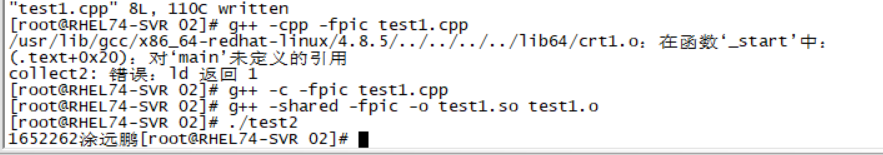 "test1.cpp" 8L, 110C written
[root@RHEL74-SVR 02]# g++ -cpp -fpic test1.cpp
/usr/lib/gcc/x86_64-redhat-linux/4.8.5/../../../../lib64/crt1.o：在函数‘_start’中：
(.text+0x20)：对‘main’未定义的引用
collect2: 错误：ld 返回 1
[root@RHEL74-SVR 02]# g++ -c -fpic test1.cpp
[root@RHEL74-SVR 02]# g++ -shared -fpic -o test1.so test1.o
[root@RHEL74-SVR 02]# ./test2
1652262涂远鹏[root@RHEL74-SVR 02]#